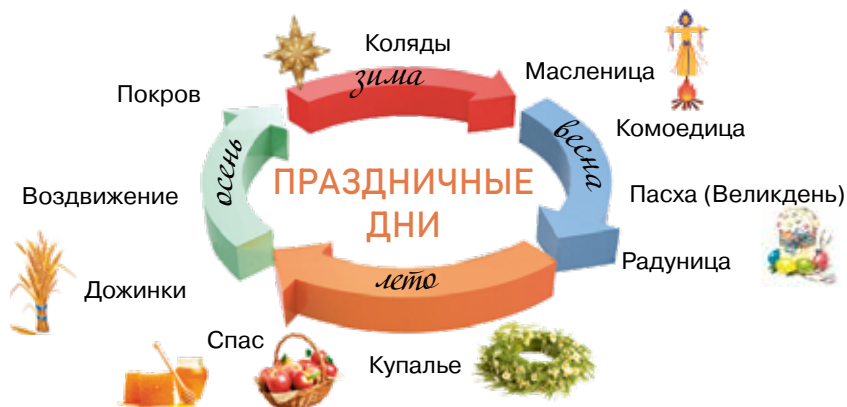 Коляды
зима
Масленица
Покров
Комоедица
весна
осень
ПРАЗДНИЧНЫЕ
ДНИ
Воздвижение
Пасха (Великдень)
Радуница
лето
Дожинки
Спас
Купалье